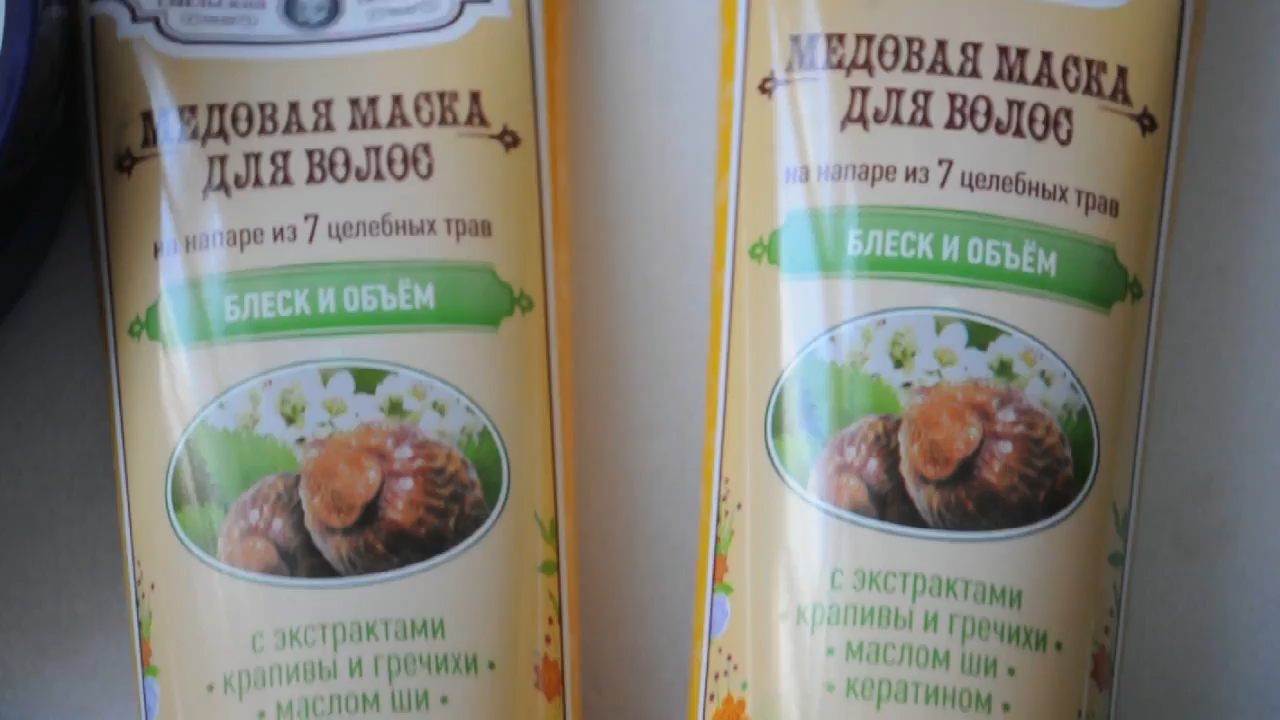 МЕДОВАЯ МАСКА
ДЛЯ ВОЛОС
на напаре из 7 целебных трав
БЛЕСК И ОБЪЁМ
с экстрактами
крапивы и гречихи •
• маслом ши •
МЕДОВАЯ МАСКА
ДЛЯ ВОЛОС
на напаре из 7 целебных трав
БЛЕСК И ОБЪЁМ
с экстрактами
• крапивы и гречихи •
• маслом ши •
• кератином •